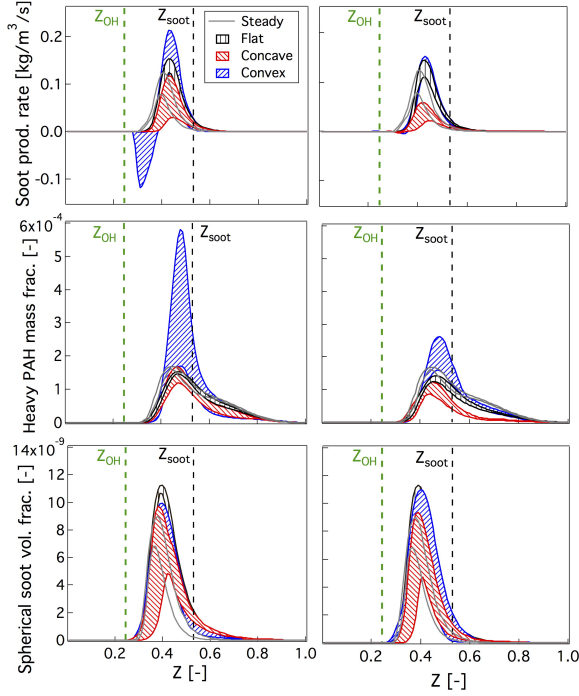 Z_OH
Z_soot
Steady
Flat
Concave
Convex
Soot prod. rate [kg/m^3/s]
0.2
0.1
0.0
-0.1
Z_OH
Z_soot
Heavy PAH mass frac. [-]
6x10^-4
5
4
3
2
1
0
Z_OH
Z_soot
Z_OH
Z_soot
Spherical soot vol. frac. [-]
14x10^-9
12
10
8
6
4
2
0
Z_OH
Z_soot
Z_OH
Z_soot
0.2
0.4
0.6
0.8
1.0
Z [-]
0.2
0.4
0.6
0.8
1.0
Z [-]